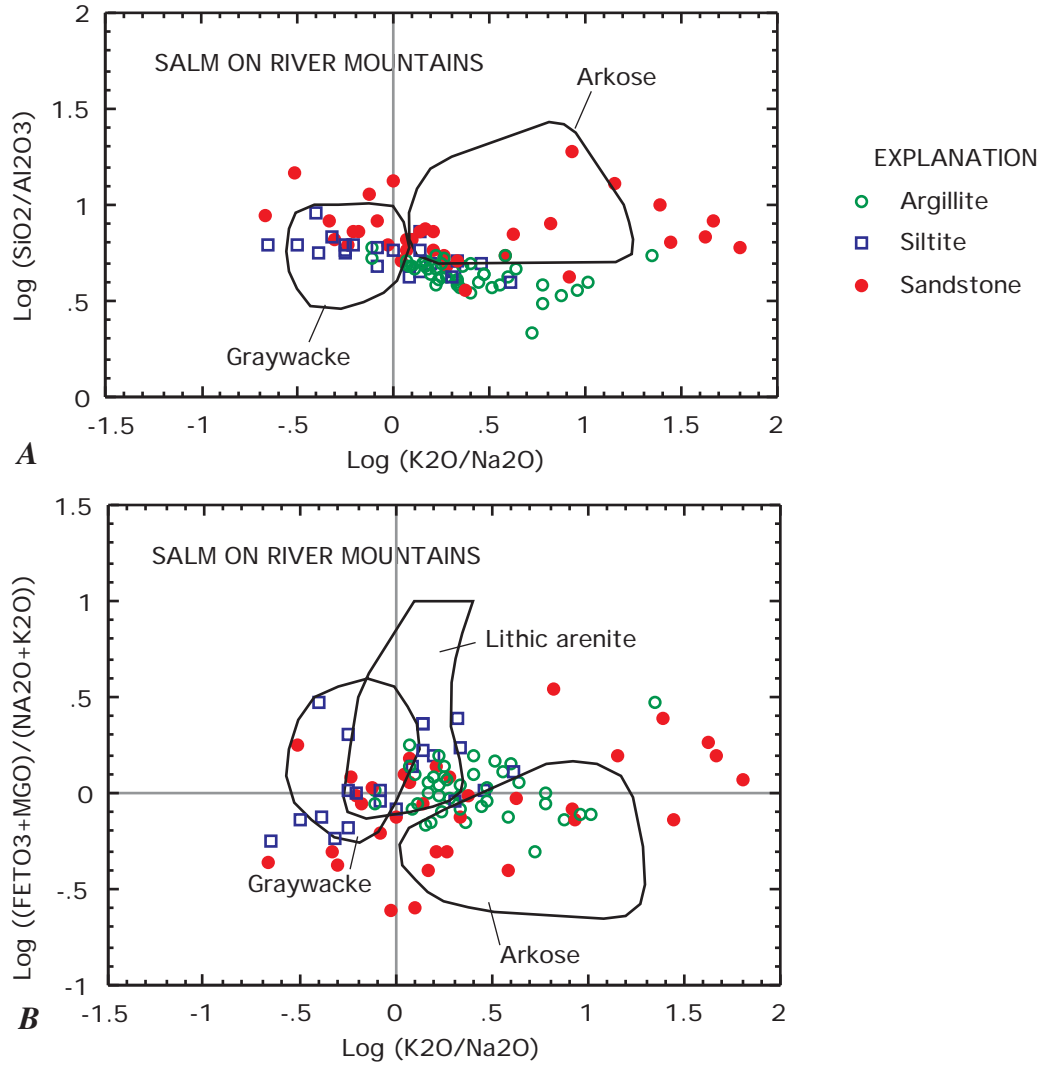 2
1.5
1
.5
0
Log (SiO2/Al2O3)
SALM ON RIVER MOUNTAINS
Arkose
Graywacke
-1.5
-1
-.5
0
.5
1
1.5
2
A
Log (K2O/Na2O)
EXPLANATION
Argillite
Siltite
Sandstone
1.5
1
.5
0
-.5
-1
Log ((FETO3+MGO)/(NA2O+K2O))
SALM ON RIVER MOUNTAINS
Lithic arenite
Graywacke
Arkose
-1.5
-1
-.5
0
.5
1
1.5
2
B
Log (K2O/Na2O)